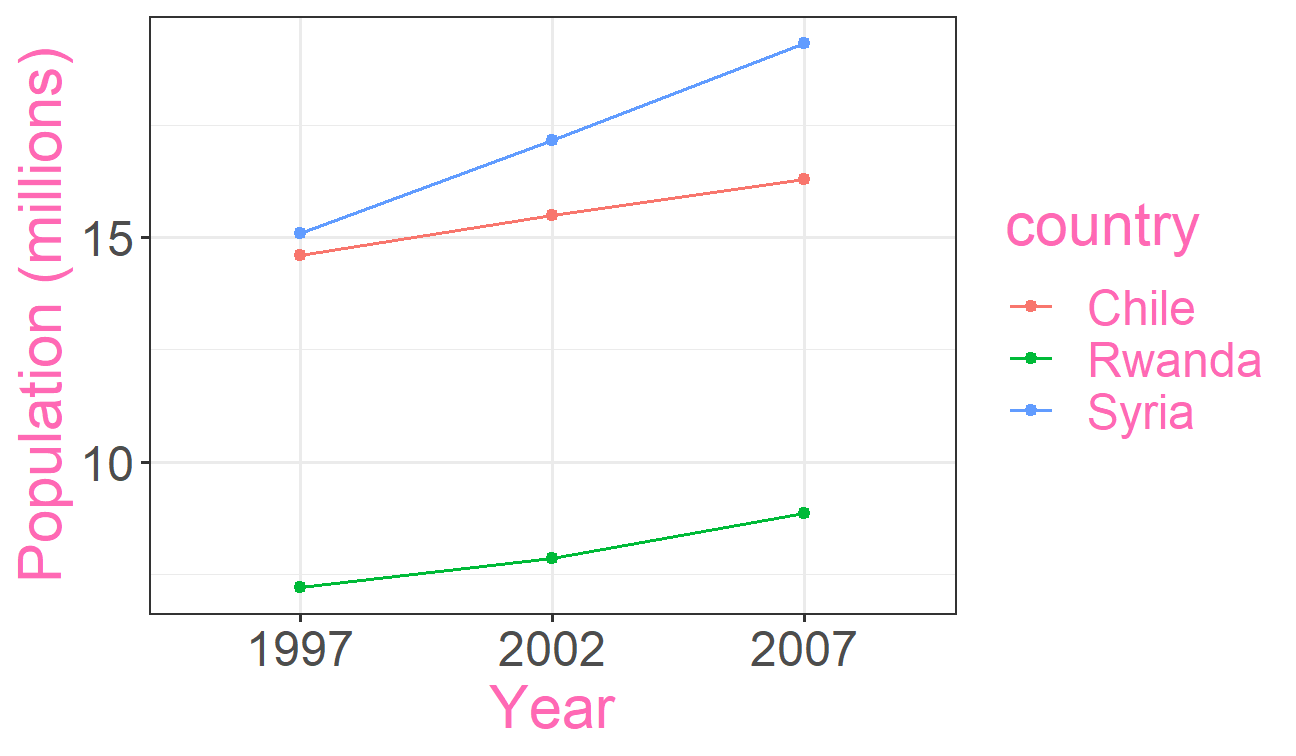 Population (millions)
15
10
1997 2002 2007
Year
country
Chile
Rwanda
Syria